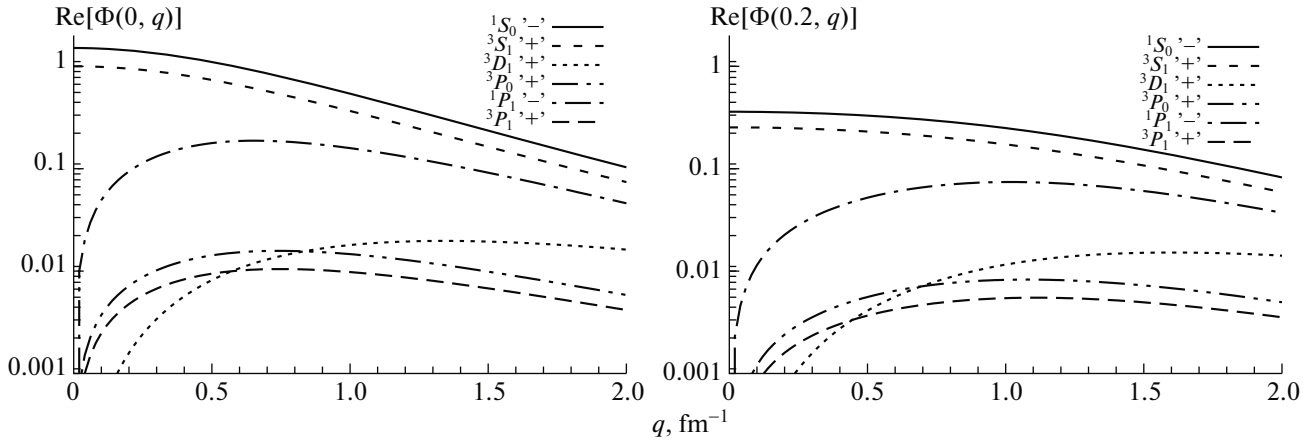 Re[Φ(0, q)]
1
0.1
0.01
0.001
¹S₀ ’–’
³S₁ ’+’
³D₁ ’+’
³P₀ ’+’
¹P₁ ’–’
³P₁ ’+’
0 0.5 1.0 1.5 2.0
Re[Φ(0.2, q)]
1
0.1
0.01
0.001
¹S₀ ’–’
³S₁ ’+’
³D₁ ’+’
³P₀ ’+’
¹P₁ ’–’
³P₁ ’+’
0 0.5 1.0 1.5 2.0
q, fm⁻¹